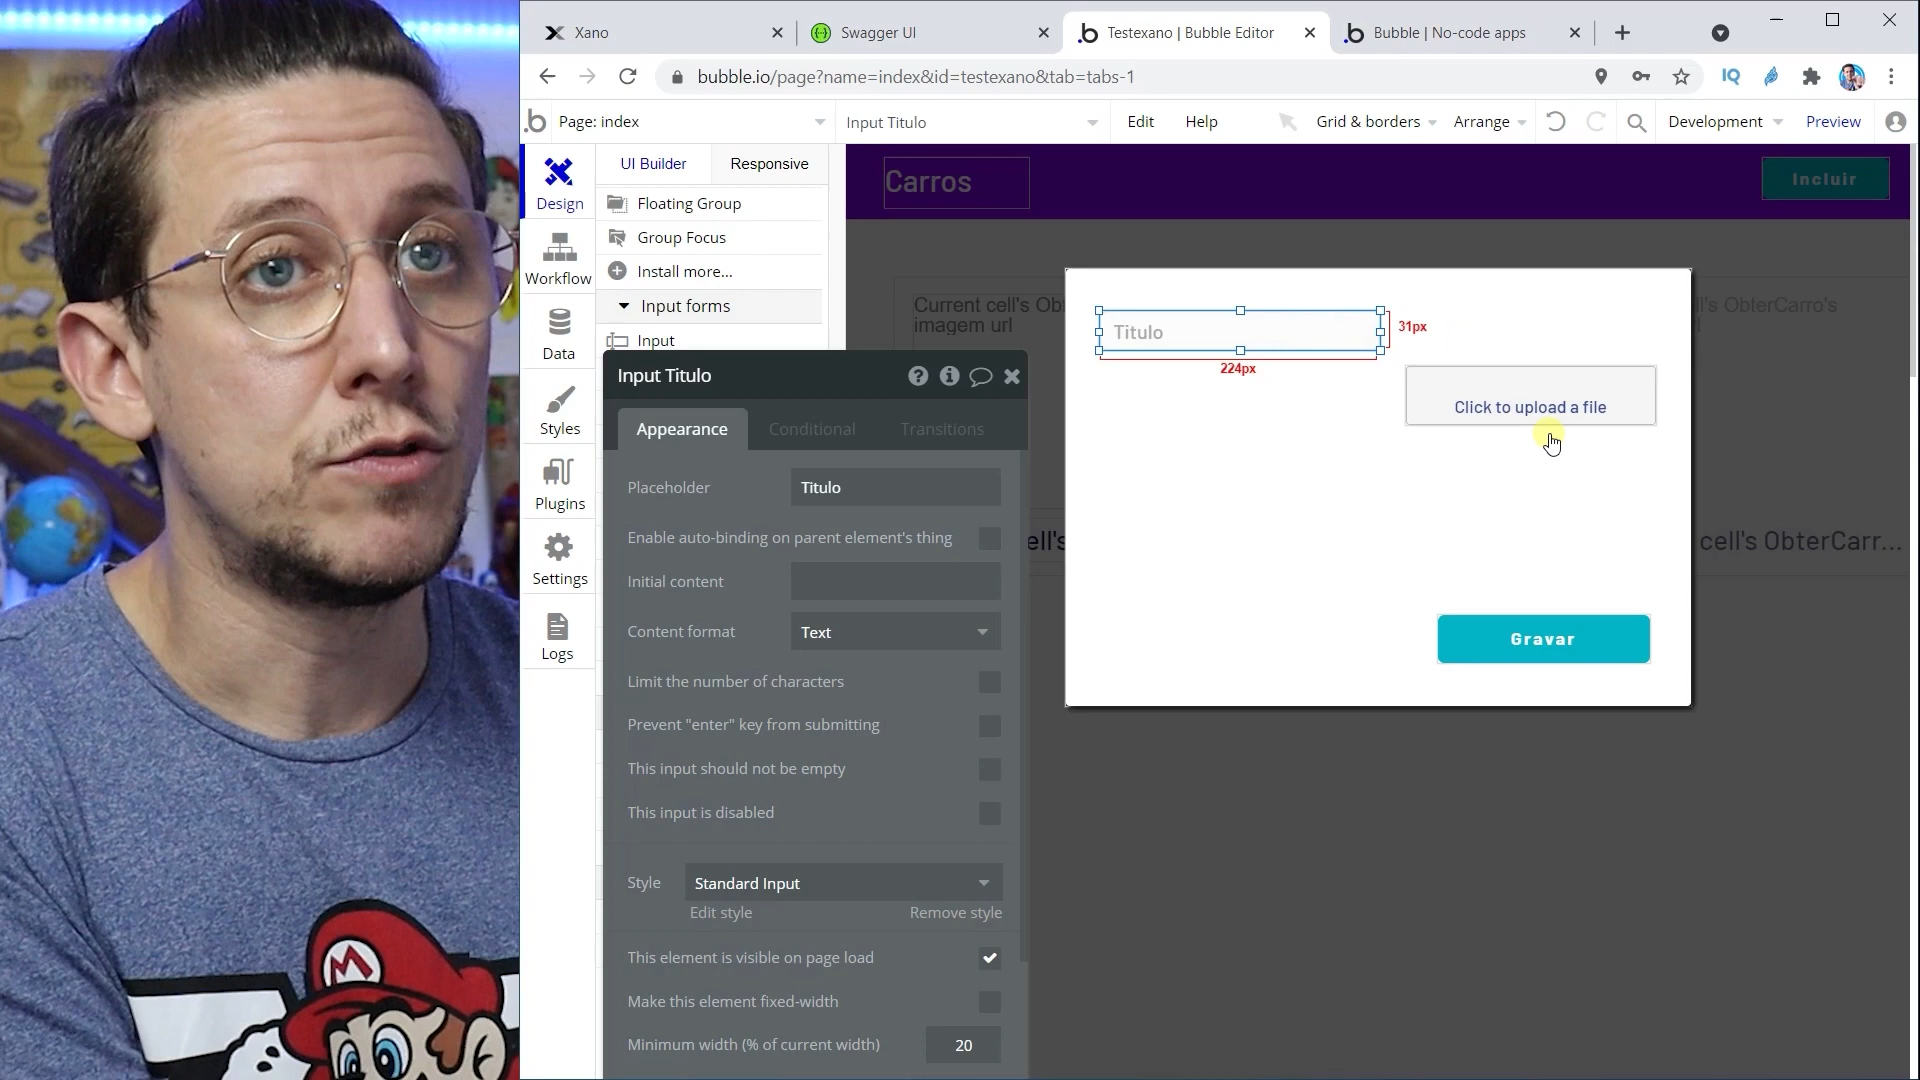 Xano
Swagger UI
Testexano | Bubble Editor
Bubble | No-code apps
bubble.io/page?name=index&id=testexano&tab=tabs-1
IQ
Page: index
Input Titulo
Edit
Help
Grid & borders
Arrange
Development
Preview
Design
Workflow
Data
Styles
Plugins
Settings
Logs
UI Builder
Responsive
Floating Group
Group Focus
Install more...
Input forms
Input
Input Titulo
Appearance
Conditional
Transitions
Placeholder
Titulo
Enable auto-binding on parent element's thing
Initial content
Content format
Text
Limit the number of characters
Prevent "enter" key from submitting
This input should not be empty
This input is disabled
Style
Standard Input
Edit style
Remove style
This element is visible on page load
Make this element fixed-width
Minimum width (% of current width)
20
Carros
Incluir
Current cell's Ob
imagem url
l's ObterCarro's
Titulo
31px
224px
Click to upload a file
ell's
cell's ObterCarr...
Gravar
M